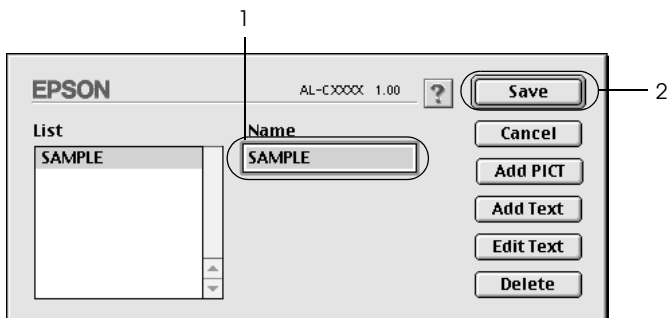 1
EPSON
AL-CXXXX 1.00
?
Save
2
List
Name
Cancel
SAMPLE
SAMPLE
Add PICT
Add Text
Edit Text
Delete